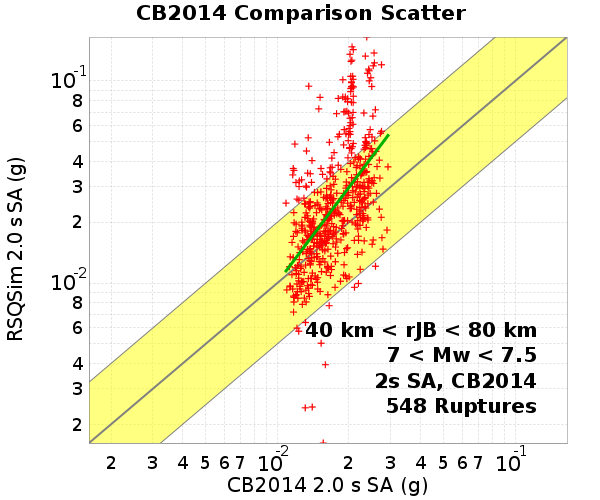 CB2014 Comparison Scatter
RSQSim 2.0 s SA (g)
10-1
8
6
4
3
2
10-2
8
6
4
3
2
40 km < rJB < 80 km
7 < Mw < 7.5
2s SA, CB2014
548 Ruptures
2 3 4 5 6 7 10-2 2 3 4 5 6 7 10-1
CB2014 2.0 s SA (g)